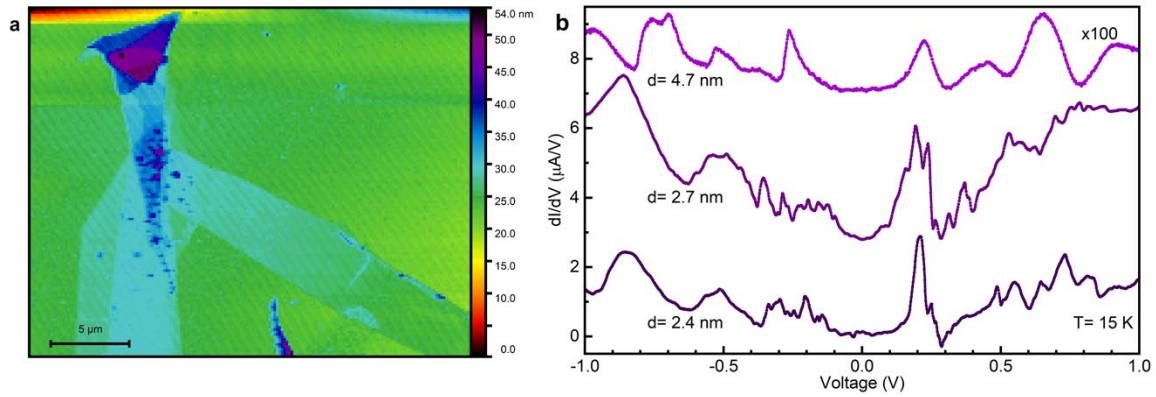 a
54.0 nm
50.0
45.0
40.0
35.0
30.0
25.0
20.0
15.0
10.0
5.0
0.0
5 µm
b
8
6
4
2
0
dI/dV (µA/V)
x100
d= 4.7 nm
d= 2.7 nm
d= 2.4 nm
T= 15 K
-1.0
-0.5
0.0
0.5
1.0
Voltage (V)